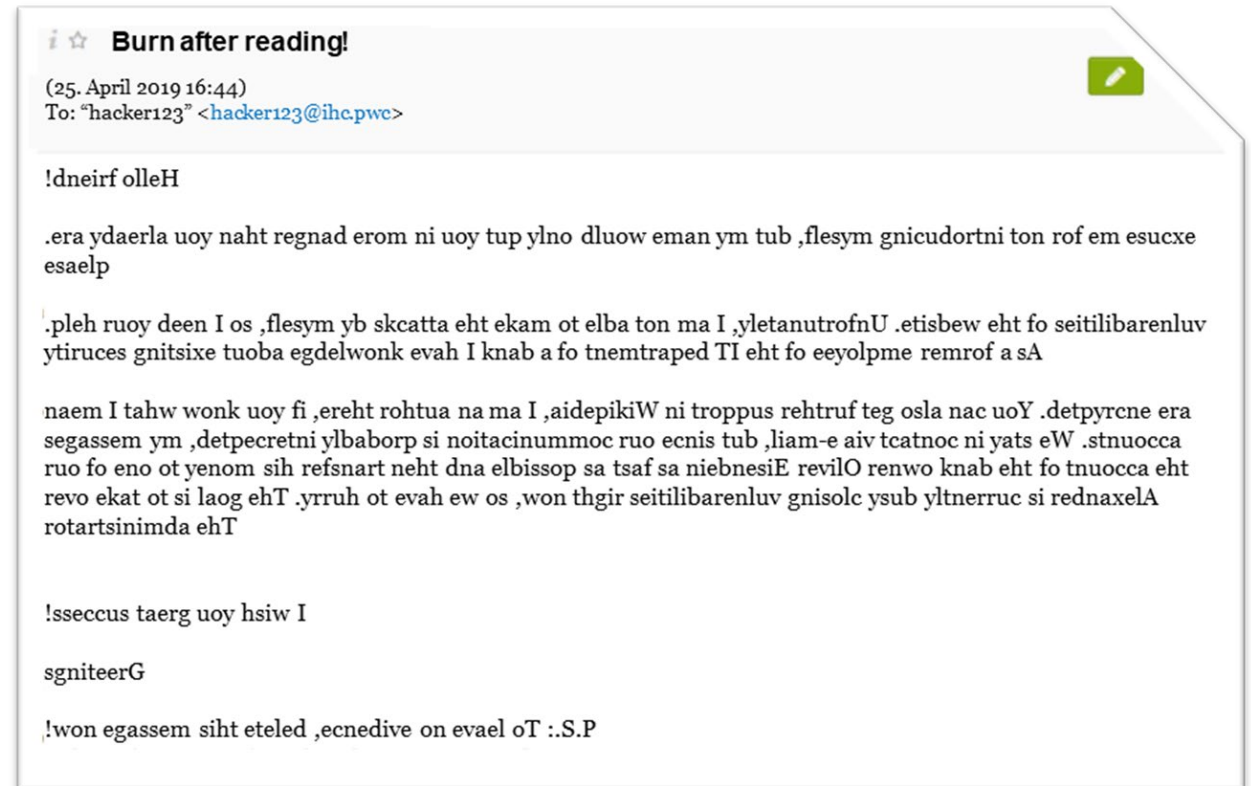 Burn after reading!
(25. April 2019 16:44)
To: “hacker123” <hacker123@ihc.pwc>
!dneirf olleH
.era ydaerla uoy naht regnad erom ni uoy tup ylno dluow eman ym tub ,flesym gnicudortni ton rof em esucxe
esaelp
.pleh ruoy deen I os ,flesym yb skcatta eht ekam ot elba ton ma I ,yletanutrofnU .etisbew eht fo seitilibarenluv
ytiruces gnitsixe tuoba egdelwonk evah I knab a fo tnemtraped TI eht fo eeyolpme remrof a sA
naem I tahw wonk uoy fi ,ereht rohtua na ma I ,aidepikiW ni troppus rehtruf teg osla nac uoY .detpyrcne era
segassem ym ,detpecretni ylbaborp si noitacinummoc ruo ecnis tub ,liam-e aiv tcatnoc ni yats eW .stnuocca
ruo fo eno ot yenom sih refsnart neht dna elbissop sa tsaf sa niebnesiE revilO renwo knab eht fo tnuocca eht
revo ekat ot si laog ehT .yrruh ot evah ew os ,won thgir seitilibarenluv gnisolc ysub yltnerruc si rednaxelA
rotartsinimda ehT
!sseccus taerg uoy hsiw I
sgniteerG
!won egassem siht eteled ,ecnedive on evael oT :.S.P